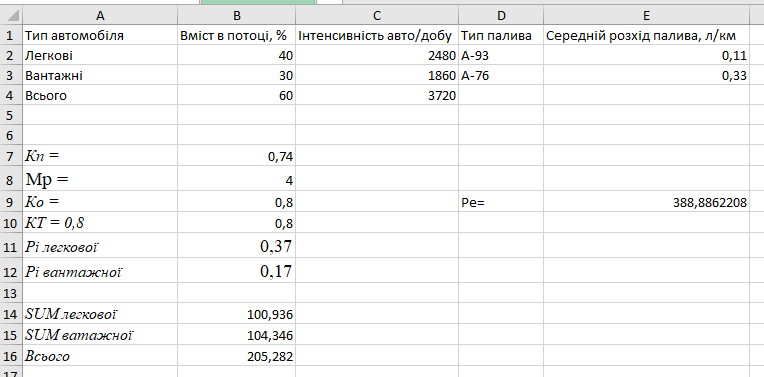 A B C D E
1 Тип автомобіля Вміст в потоці, % Інтенсивність авто/добу Тип палива Середній розхід палива, л/км
2 Легкові 40 2480 А-93 0,11
3 Вантажні 30 1860 А-76 0,33
4 Всього 60 3720
5
6
7 Кп = 0,74
8 Мр = 4
9 Ко = 0,8 Ре= 388,8862208
10 КТ = 0,8 0,8
11 Рі легкової 0,37
12 Рі вантажної 0,17
13
14 SUM легкової 100,936
15 SUM ватажної 104,346
16 Всього 205,282
17